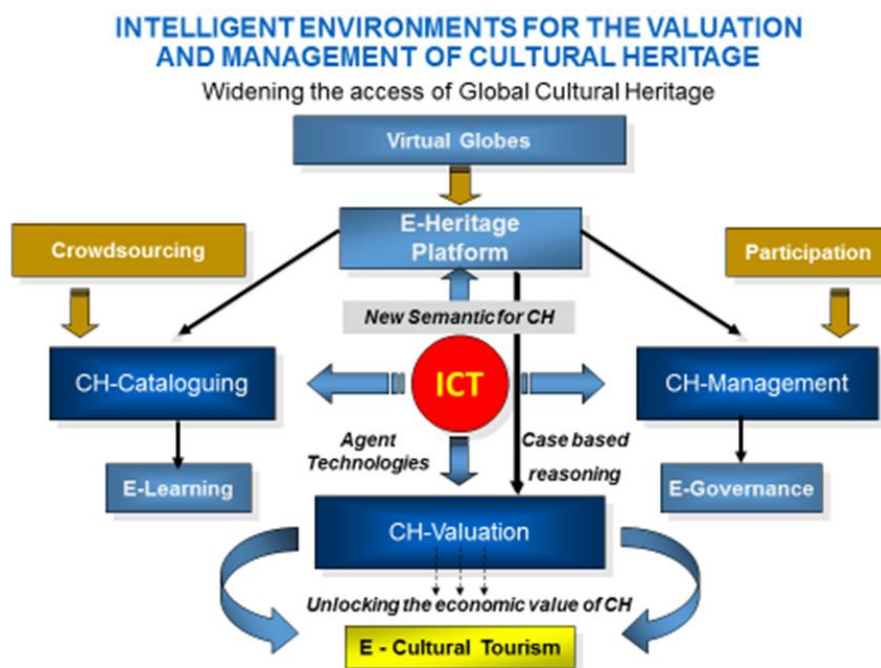 INTELLIGENT ENVIRONMENTS FOR THE VALUATION
AND MANAGEMENT OF CULTURAL HERITAGE
Widening the access of Global Cultural Heritage
Virtual Globes
E-Heritage
Platform
Crowdsourcing
Participation
New Semantic for CH
CH-Cataloguing
ICT
CH-Management
Agent
Technologies
Case based
reasoning
E-Learning
E-Governance
CH-Valuation
Unlocking the economic value of CH
E - Cultural Tourism